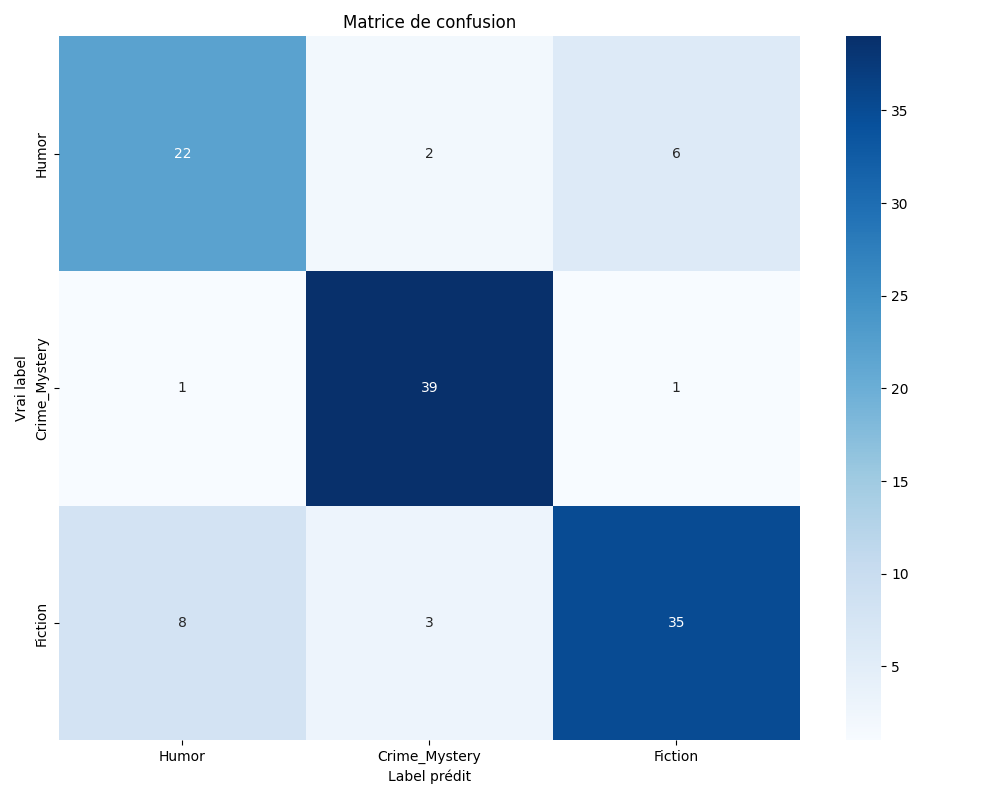 Matrice de confusion
Humor
22
2
6
Vrai label
Crime_Mystery
1
39
1
Fiction
8
3
35
Humor
Crime_Mystery
Fiction
Label prédit
35
30
25
20
15
10
5